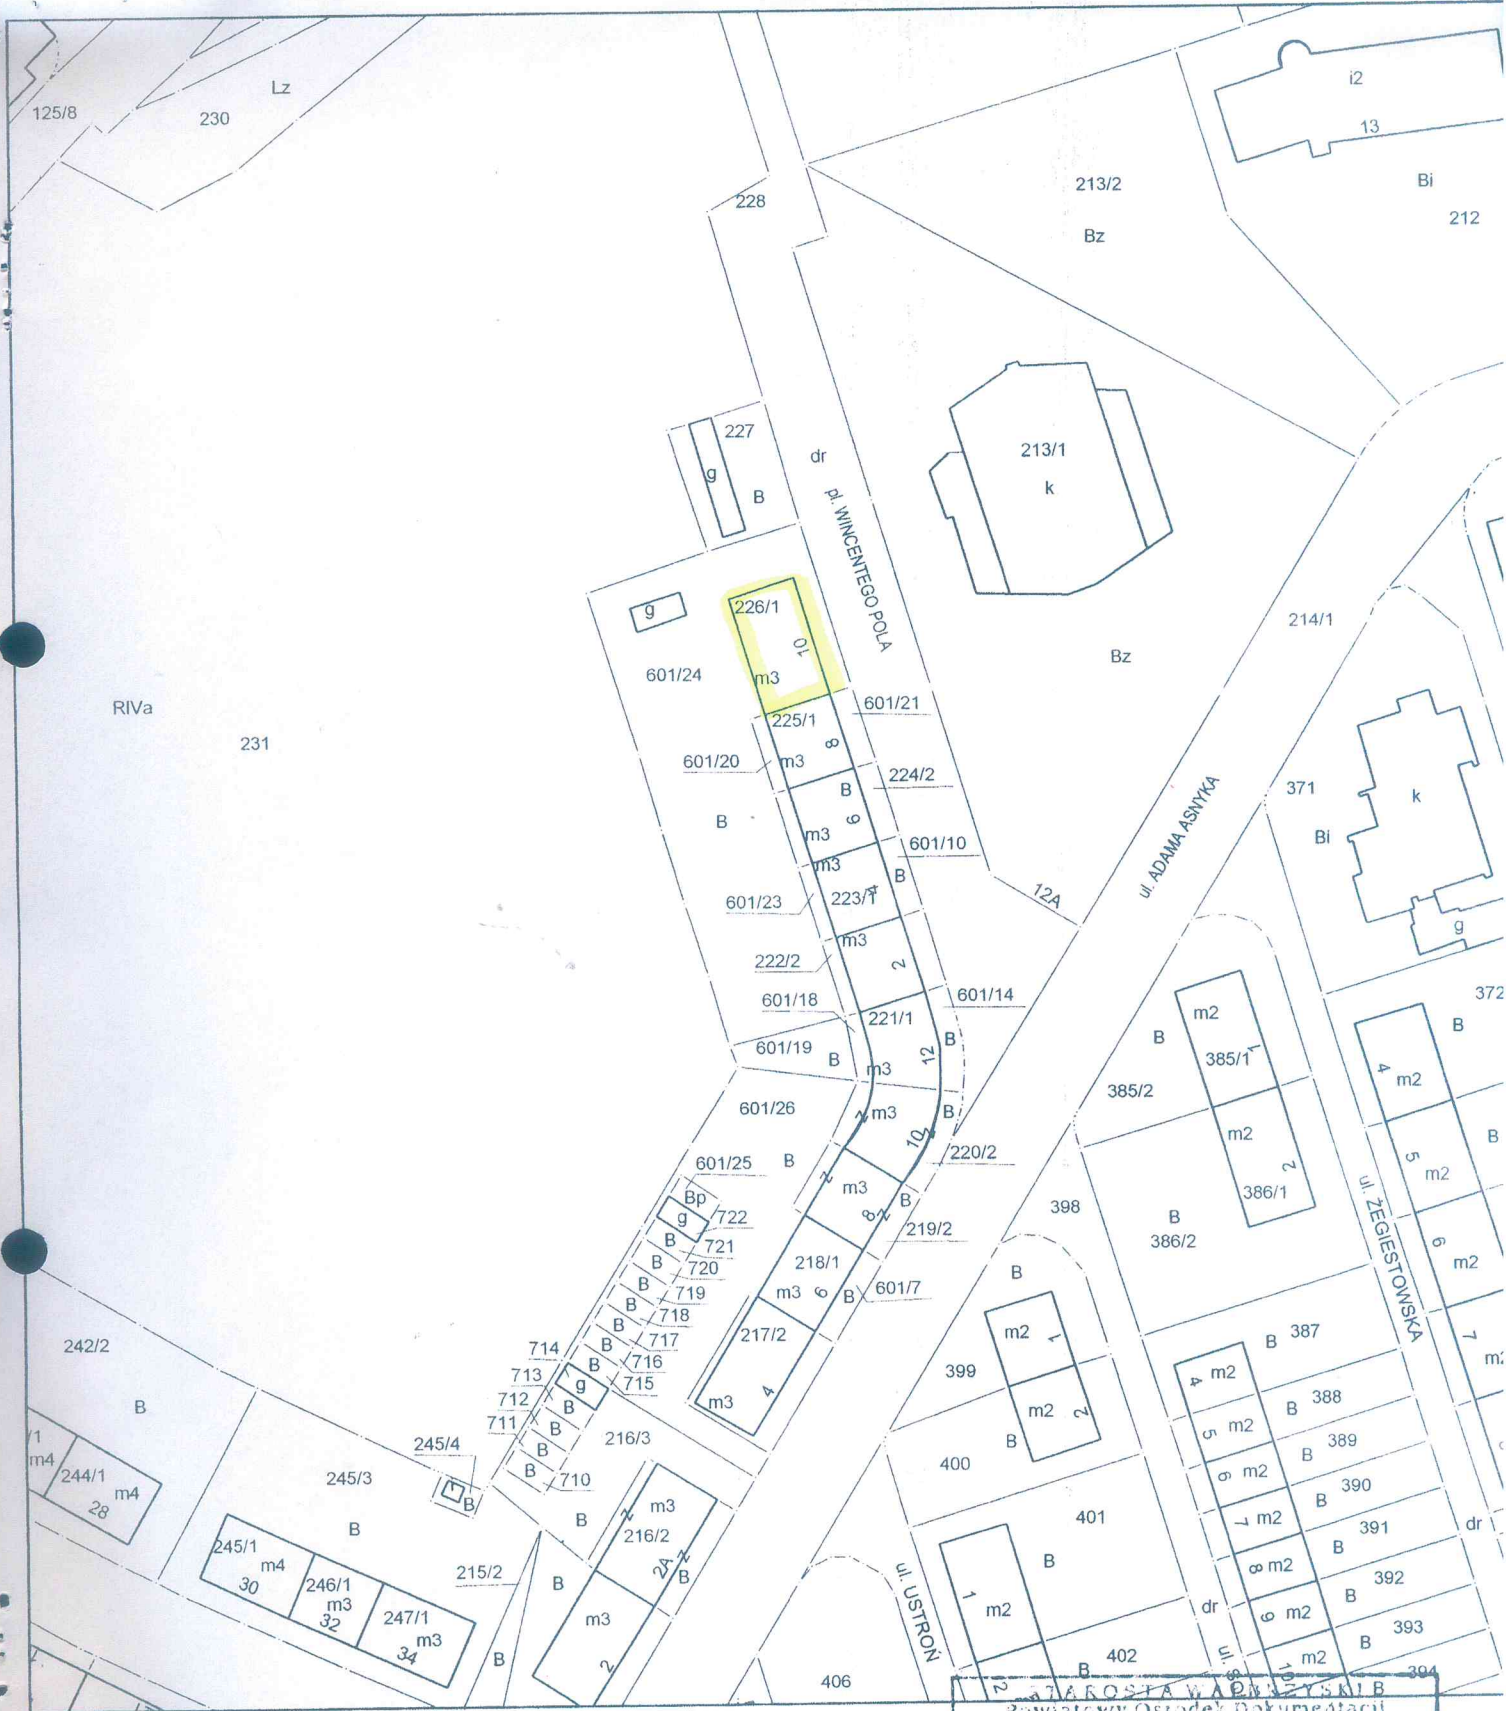 125/8
230
Lz
i2
13
228
213/2
Bi
Bz
212
227
g
B
dr
213/1
k
pl. WINCENTEGO POLA
g
226/1
10
601/24
m3
Bz
214/1
RIVa
231
601/21
225/1
8
601/20
m3
224/2
371
k
B
B
m3
6
Bi
601/10
m3
B
ul. ADAMA ASNYKA
601/23
223/1
4
12A
g
m3
222/2
2
372
601/18
601/14
221/1
m2
B
B
B
601/19
B
12
1
385/1
m3
4
m2
385/2
601/26
m3
B
m2
B
10
z
z
220/2
601/25
B
5
m2
Bp
z
m3
B
2
386/1
722
g
8
z
219/2
398
B
386/2
ul. ŻEGIESTOWSKA
B
721
6
m2
B
720
218/1
B
B
719
m3
6
B
601/7
B
718
m2
1
B
387
242/2
B
717
217/2
7
714
B
716
399
4
m2
713
g
715
m3
4
B
388
712
B
m2
2
5
m2
B
711
B
216/3
B
B
389
/1
m4
245/4
B
400
6
m2
244/1
m4
28
245/3
B
710
B
390
B
m3
401
7
m2
B
z
216/2
B
391
dr
245/1
m4
30
215/2
2A
z
B
B
8
m2
B
392
246/1
m3
32
B
ul. USTROŃ
1
m2
dr
9
m2
B
247/1
m3
34
m3
B
393
B
2
406
B
402
10
m2
394
12
STAROSTA WAŁBRZYSKI B
Powiatowy Ośrodek Dokumentacji